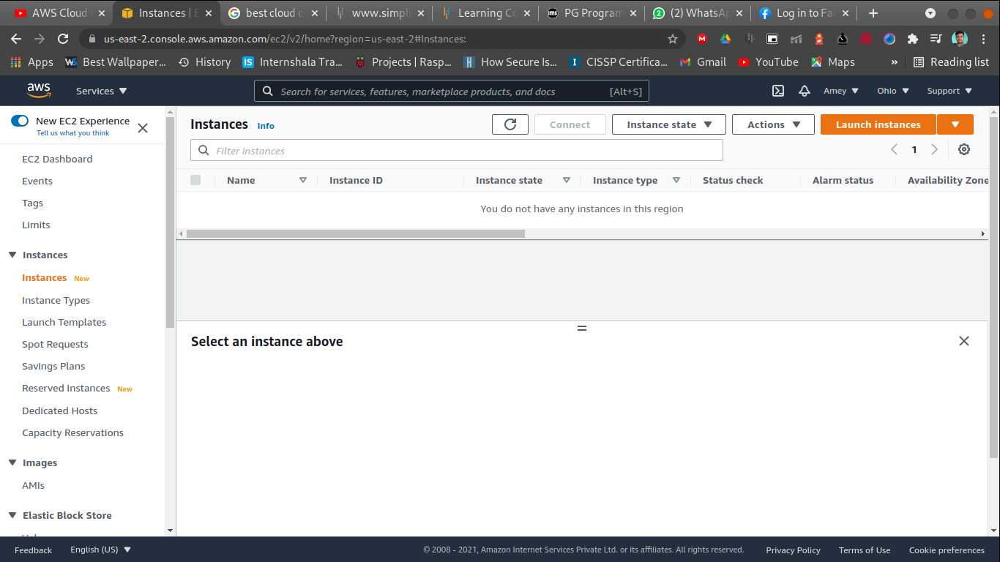 AWS Cloud
Instances | E
best cloud c
www.simpl
Learning Co
PG Program
(2) WhatsAp
Log in to Fa
us-east-2.console.aws.amazon.com/ec2/v2/home?region=us-east-2#Instances:
Apps
Best Wallpaper...
History
Internshala Tra...
Projects | Rasp...
How Secure Is...
CISSP Certifica...
Gmail
YouTube
Maps
»
Reading list
aws
Services
Search for services, features, marketplace products, and docs
[Alt+S]
Amey
Ohio
Support
New EC2 Experience
Tell us what you think
EC2 Dashboard
Events
Tags
Limits
Instances
Instances New
Instance Types
Launch Templates
Spot Requests
Savings Plans
Reserved Instances New
Dedicated Hosts
Capacity Reservations
Images
AMIs
Elastic Block Store
Instances Info
Connect
Instance state
Actions
Launch instances
Filter instances
1
Name
Instance ID
Instance state
Instance type
Status check
Alarm status
Availability Zone
You do not have any instances in this region
Select an instance above
Feedback
English (US)
© 2008 - 2021, Amazon Internet Services Private Ltd. or its affiliates. All rights reserved.
Privacy Policy
Terms of Use
Cookie preferences